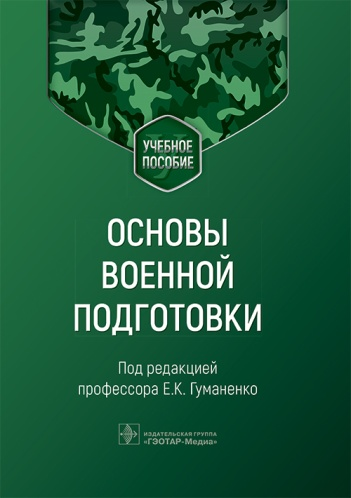 УЧЕБНОЕ
ПОСОБИЕ
ОСНОВЫ
ВОЕННОЙ
ПОДГОТОВКИ
Под редакцией
профессора Е.К. Гуманенко
ИЗДАТЕЛЬСКАЯ ГРУППА
«ГЭОТАР-Медиа»